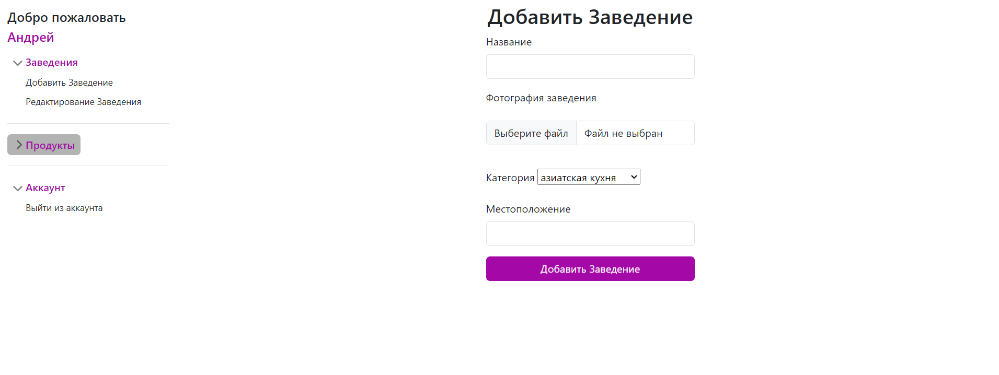 Добро пожаловать
Андрей
Заведения
Добавить Заведение
Редактирование Заведения
Продукты
Аккаунт
Выйти из аккаунта
Добавить Заведение
Название
Фотография заведения
Выберите файл Файл не выбран
Категория азиатская кухня
Местоположение
Добавить Заведение